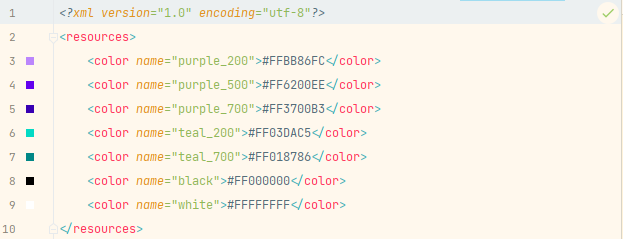 1 <?xml version="1.0" encoding="utf-8"?>
2 <resources>
3 <color name="purple_200">#FFBB86FC</color>
4 <color name="purple_500">#FF6200EE</color>
5 <color name="purple_700">#FF3700B3</color>
6 <color name="teal_200">#FF03DAC5</color>
7 <color name="teal_700">#FF018786</color>
8 <color name="black">#FF000000</color>
9 <color name="white">#FFFFFFFF</color>
10 </resources>